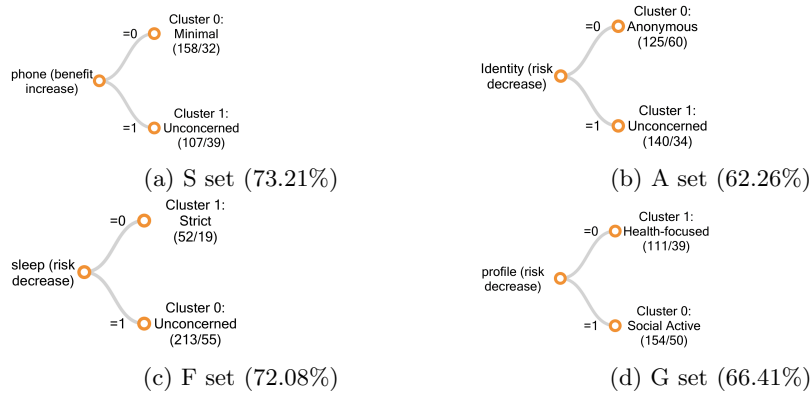 Cluster 0:
Minimal
(158/32)
=0
phone (benefit
increase)
=1
Cluster 1:
Unconcerned
(107/39)
(a) S set (73.21%)
Cluster 0:
Anonymous
(125/60)
=0
Identity (risk
decrease)
=1
Cluster 1:
Unconcerned
(140/34)
(b) A set (62.26%)
Cluster 1:
Strict
(52/19)
=0
sleep (risk
decrease)
=1
Cluster 0:
Unconcerned
(213/55)
(c) F set (72.08%)
Cluster 1:
Health-focused
(111/39)
=0
profile (risk
decrease)
=1
Cluster 0:
Social Active
(154/50)
(d) G set (66.41%)